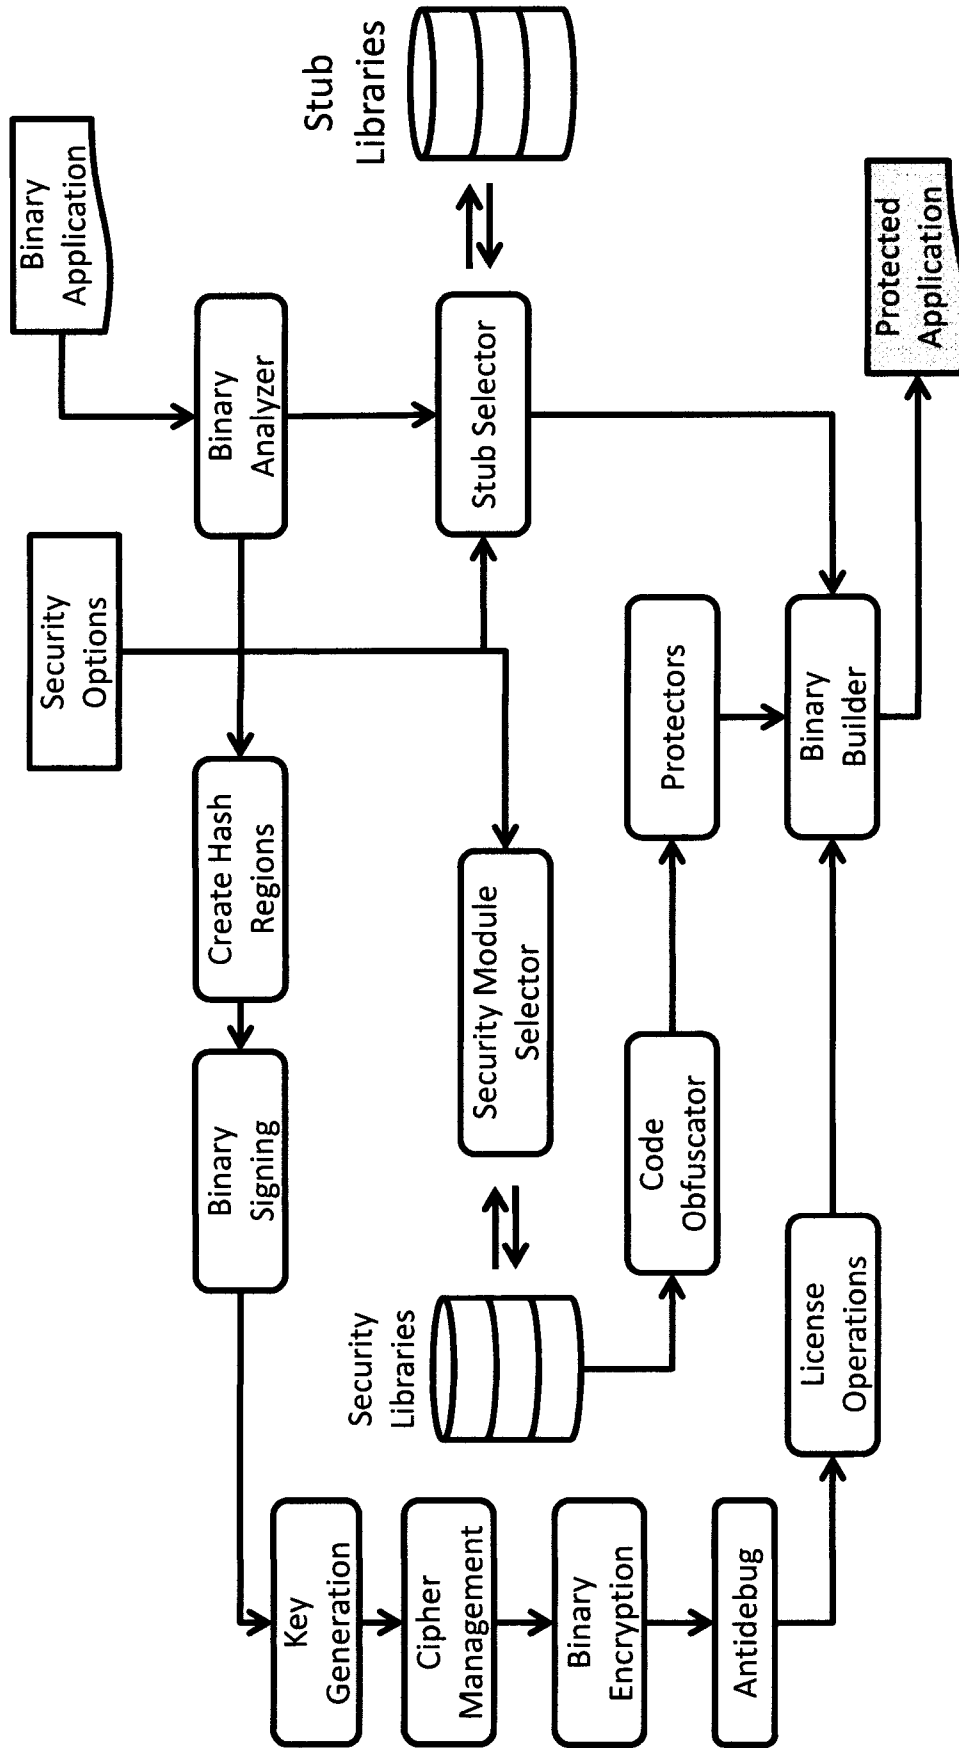 Binary
Application
Security
Options
Binary
Analyzer
Create Hash
Regions
Binary
Signing
Stub
Libraries
Stub Selector
Security Module
Selector
Security
Libraries
Key
Generation
Cipher
Management
Binary
Encryption
Antidebug
Code
Obfuscator
Protectors
License
Operations
Binary
Builder
Protected
Application